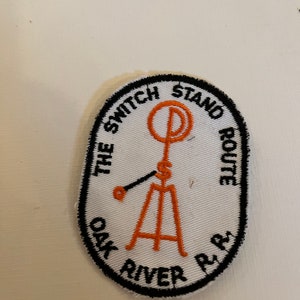 THE SWITCH STAND ROUTE
S
OAK RIVER R. R.